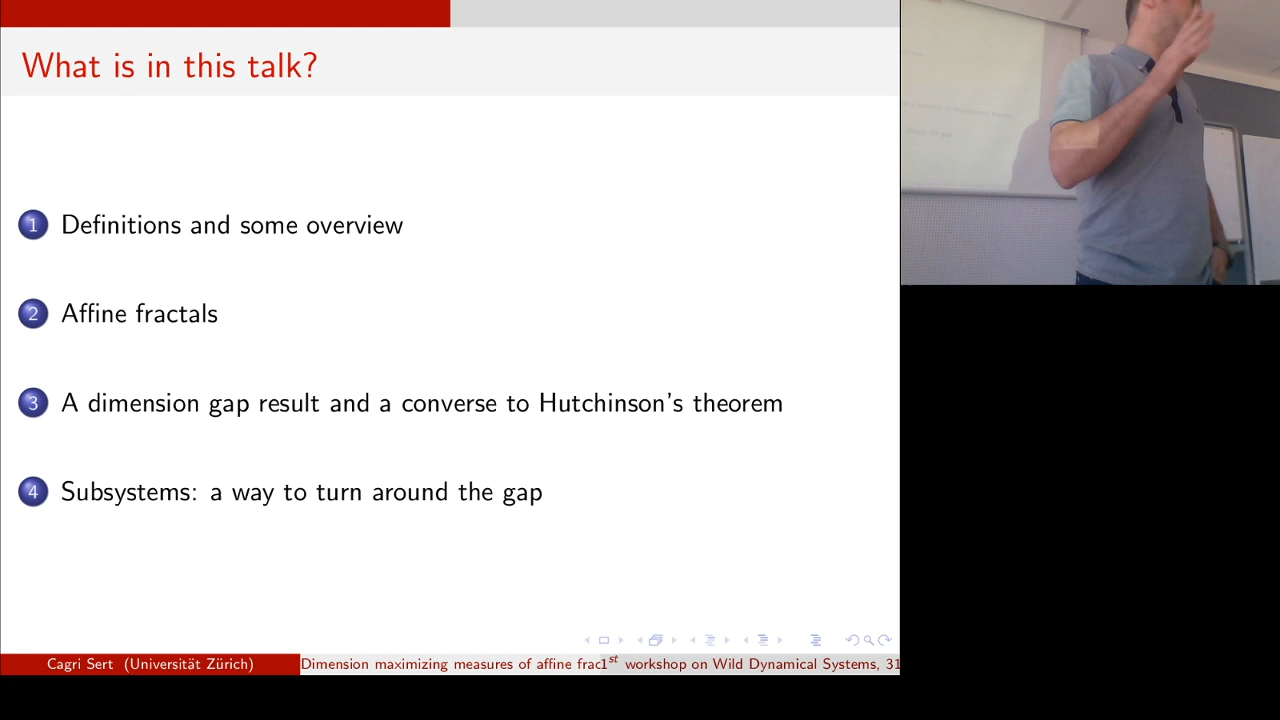 What is in this talk?
1 Definitions and some overview
2 Affine fractals
3 A dimension gap result and a converse to Hutchinson's theorem
4 Subsystems: a way to turn around the gap
Cagri Sert (Universität Zürich) Dimension maximizing measures of affine frac 1st workshop on Wild Dynamical Systems, 31